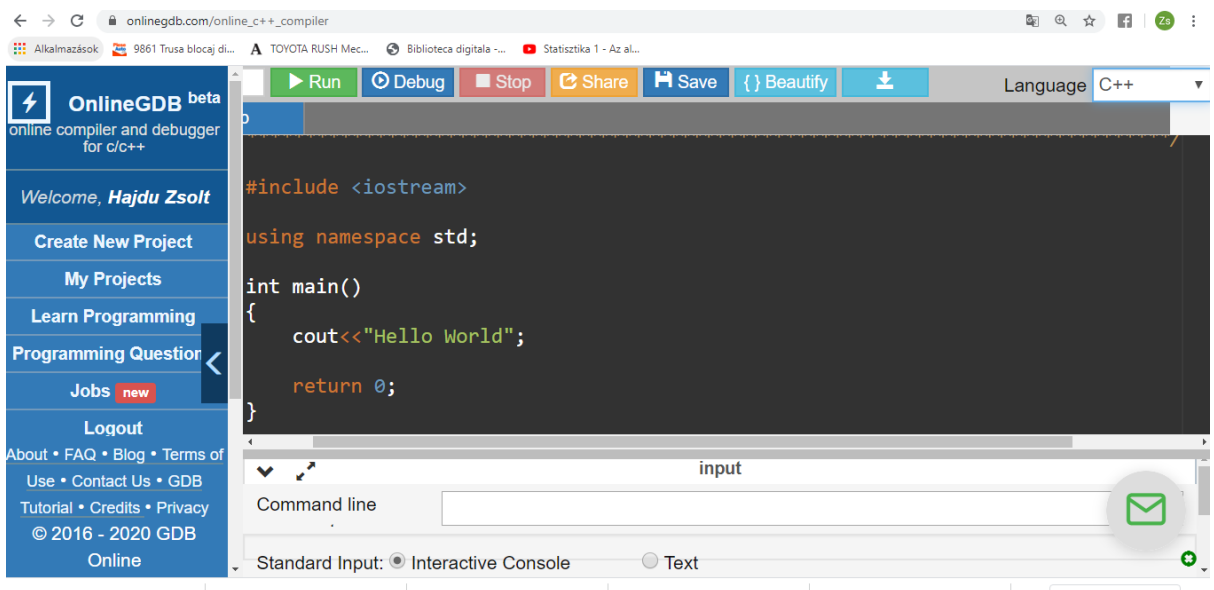 onlinegdb.com/online_c++_compiler
Zs
Alkalmazások 9861 Trusa blocaj di... A TOYOTA RUSH Mec... Biblioteca digitala -... Statisztika 1 - Az al...
OnlineGDB beta
online compiler and debugger
for c/c++
Welcome, Hajdu Zsolt
Create New Project
My Projects
Learn Programming
Programming Question
Jobs new
Logout
About • FAQ • Blog • Terms of
Use • Contact Us • GDB
Tutorial • Credits • Privacy
© 2016 - 2020 GDB
Online
Run Debug Stop Share Save { } Beautify
Language C++
#include <iostream>
using namespace std;
int main()
{
cout<<"Hello World";
return 0;
}
input
Command line
Standard Input: Interactive Console Text